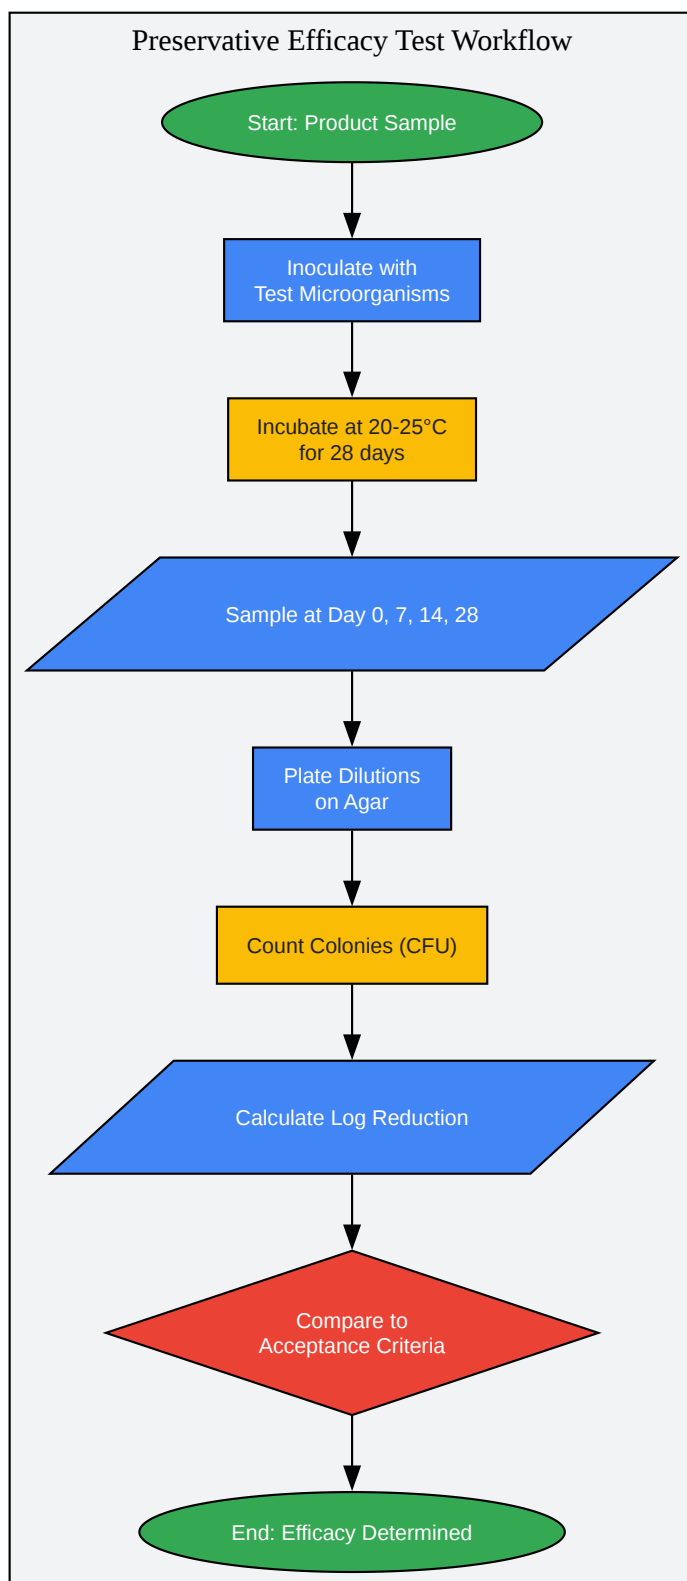 Preservative Efficacy Test Workflow
Start: Product Sample
Inoculate with
Test Microorganisms
Incubate at 20-25°C
for 28 days
Sample at Day 0, 7, 14, 28
Plate Dilutions
on Agar
Count Colonies (CFU)
Calculate Log Reduction
Compare to
Acceptance Criteria
End: Efficacy Determined